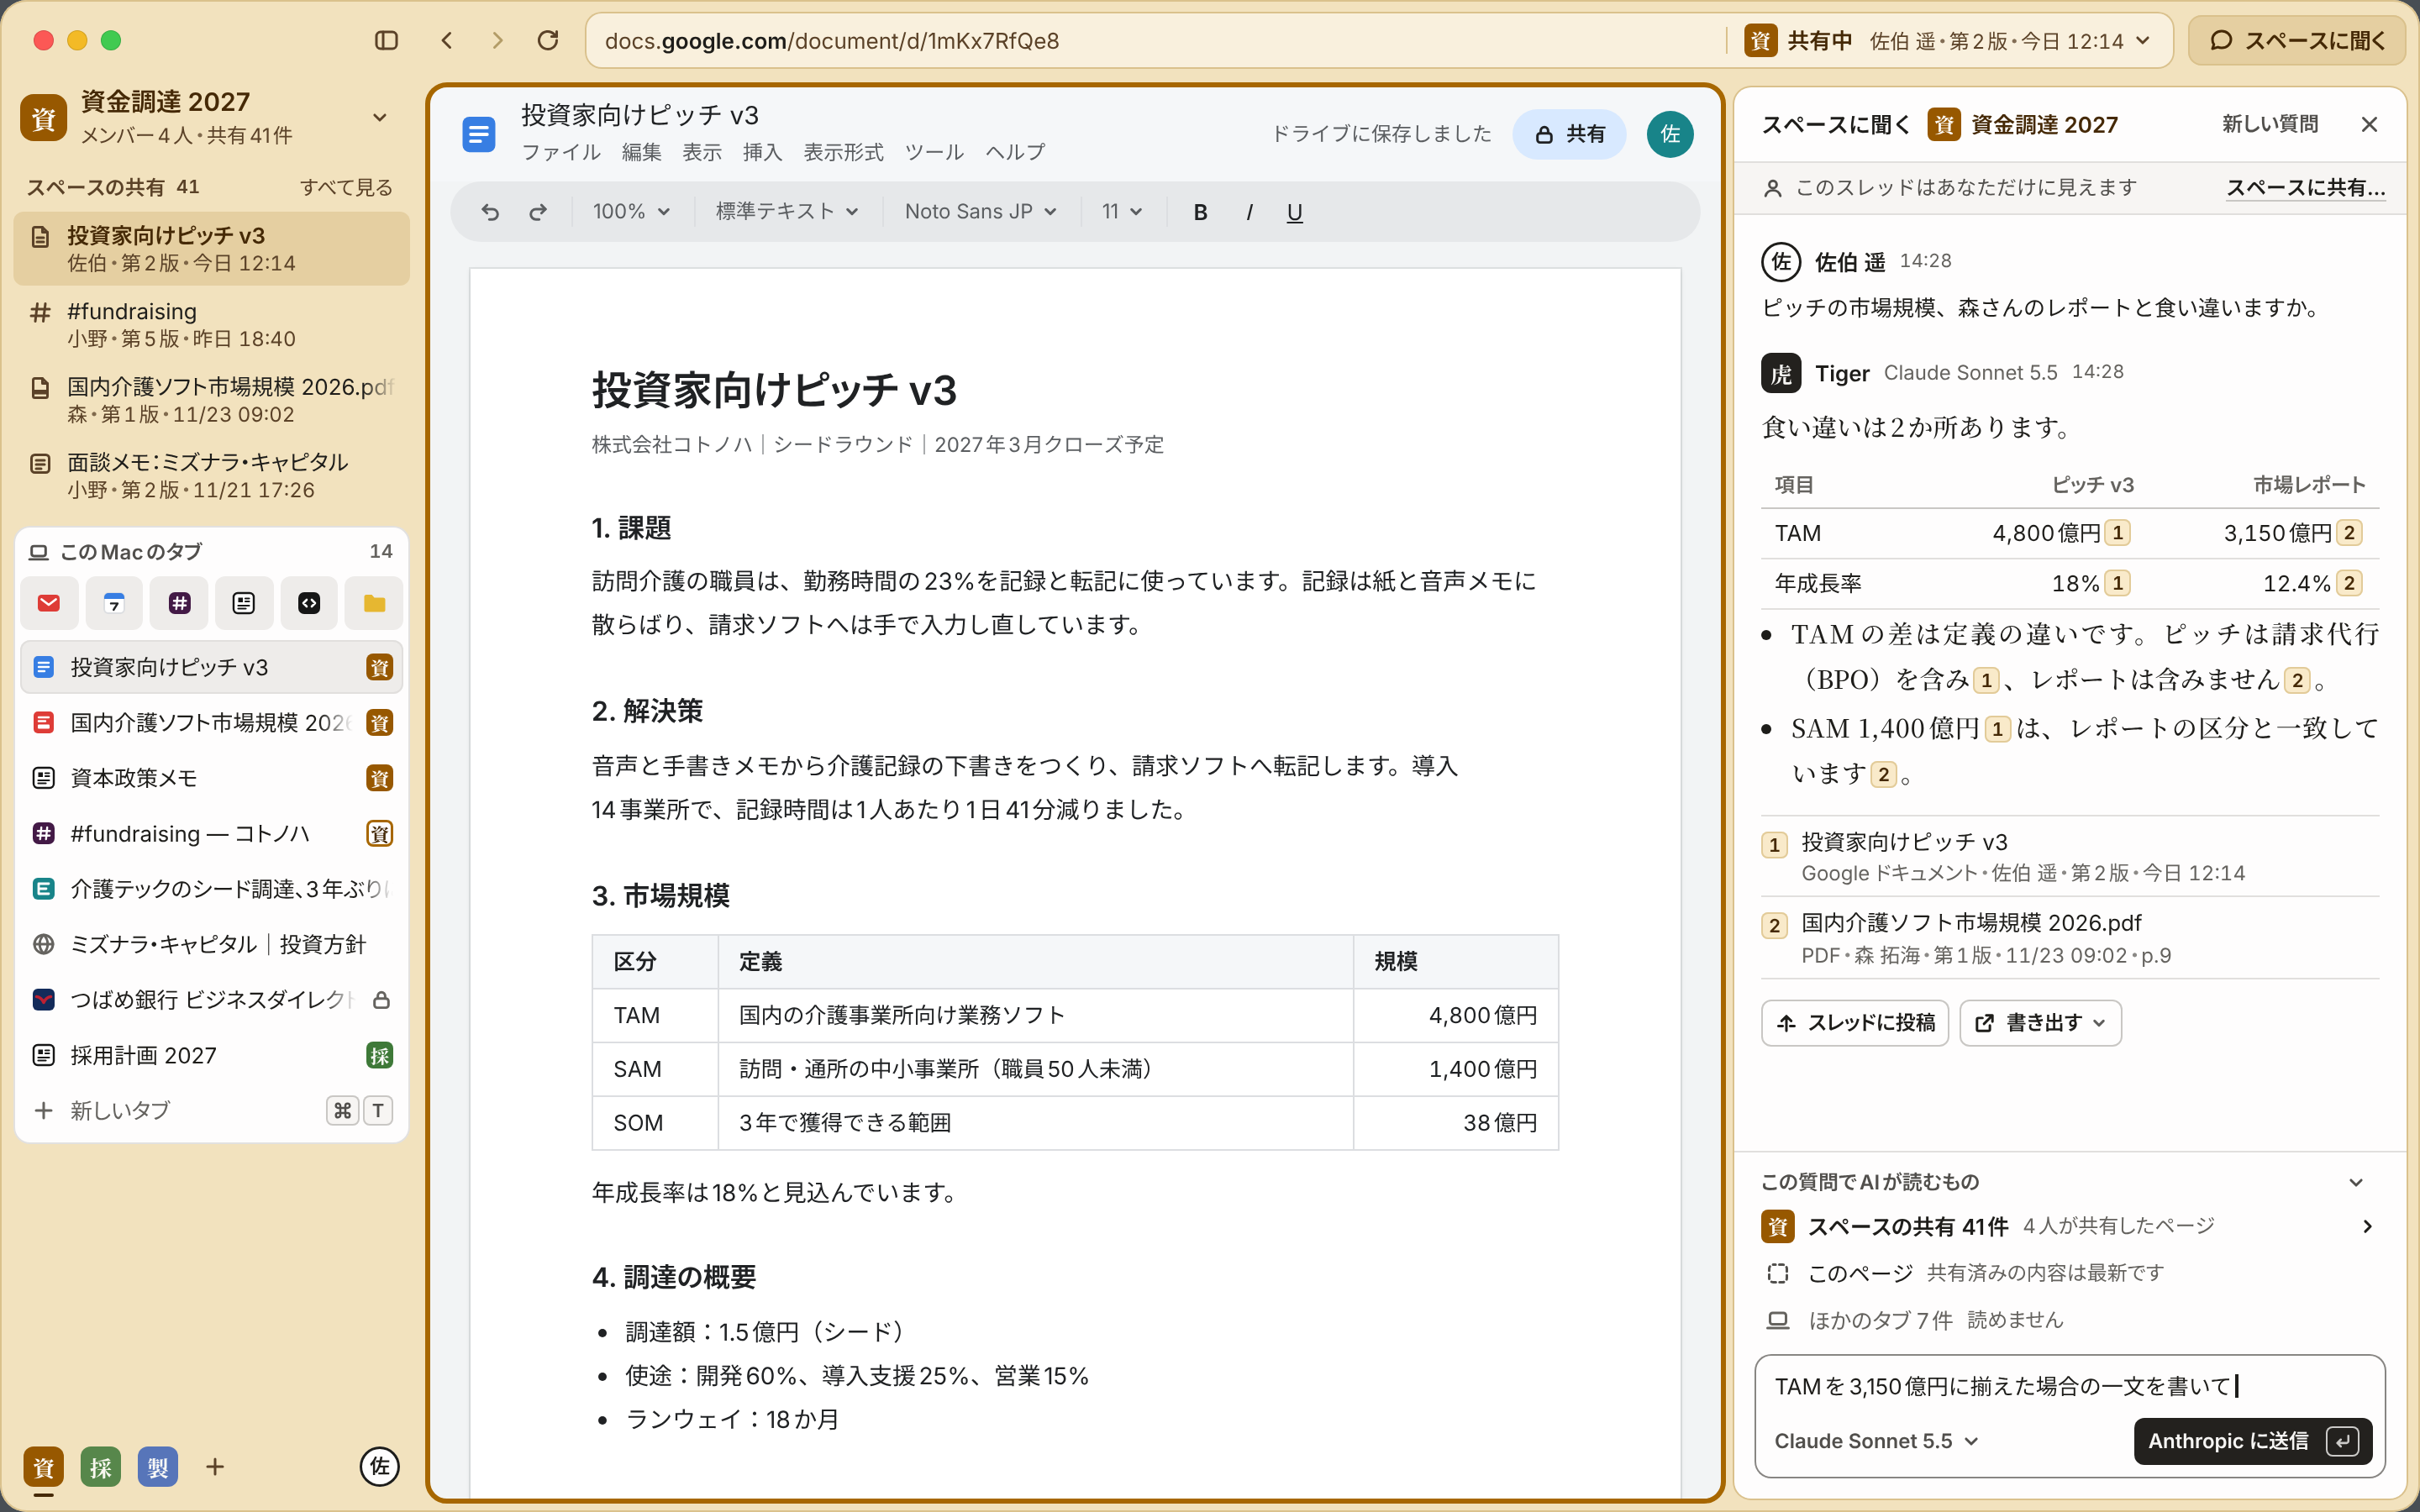 docs.google.com/document/d/1mKx7RfQe8
資 共有中 佐伯 遥・第2版・今日 12:14
スペースに聞く
資 資金調達 2027
メンバー4人・共有41件
スペースの共有 41 すべて見る
投資家向けピッチ v3
佐伯・第2版・今日 12:14
#fundraising
小野・第5版・昨日 18:40
国内介護ソフト市場規模 2026.pdf
森・第1版・11/23 09:02
面談メモ：ミズナラ・キャピタル
小野・第2版・11/21 17:26
このMacのタブ 14
7
投資家向けピッチ v3 資
国内介護ソフト市場規模 202 資
資本政策メモ 資
#fundraising — コトノハ 資
介護テックのシード調達、3年ぶり
ミズナラ・キャピタル｜投資方針
つばめ銀行 ビジネスダイレクト
採用計画 2027 採
新しいタブ ⌘ T
資 採 製 + 佐
投資家向けピッチ v3
ファイル 編集 表示 挿入 表示形式 ツール ヘルプ
ドライブに保存しました 共有 佐
100% 標準テキスト Noto Sans JP 11 B I U
投資家向けピッチ v3
株式会社コトノハ｜シードラウンド｜2027年3月クローズ予定
1. 課題
訪問介護の職員は、勤務時間の23%を記録と転記に使っています。記録は紙と音声メモに
散らばり、請求ソフトへは手で入力し直しています。
2. 解決策
音声と手書きメモから介護記録の下書きをつくり、請求ソフトへ転記します。導入
14事業所で、記録時間は1人あたり1日41分減りました。
3. 市場規模
区分 定義 規模
TAM 国内の介護事業所向け業務ソフト 4,800億円
SAM 訪問・通所の中小事業所（職員50人未満） 1,400億円
SOM 3年で獲得できる範囲 38億円
年成長率は18%と見込んでいます。
4. 調達の概要
• 調達額：1.5億円（シード）
• 使途：開発60%、導入支援25%、営業15%
• ランウェイ：18か月
スペースに聞く 資 資金調達 2027 新しい質問
このスレッドはあなただけに見えます スペースに共有…
佐 佐伯 遥 14:28
ピッチの市場規模、森さんのレポートと食い違いますか。
虎 Tiger Claude Sonnet 5.5 14:28
食い違いは2か所あります。
項目 ピッチ v3 市場レポート
TAM 4,800億円 1 3,150億円 2
年成長率 18% 1 12.4% 2
• TAMの差は定義の違いです。ピッチは請求代行
（BPO）を含み 1 、レポートは含みません 2 。
• SAM 1,400億円 1 は、レポートの区分と一致して
います 2 。
1 投資家向けピッチ v3
Google ドキュメント・佐伯 遥・第2版・今日 12:14
2 国内介護ソフト市場規模 2026.pdf
PDF・森 拓海・第1版・11/23 09:02・p.9
スレッドに投稿 書き出す
この質問でAIが読むもの
資 スペースの共有 41件 4人が共有したページ
このページ 共有済みの内容は最新です
ほかのタブ 7件 読めません
TAMを3,150億円に揃えた場合の一文を書いて
Claude Sonnet 5.5 Anthropic に送信